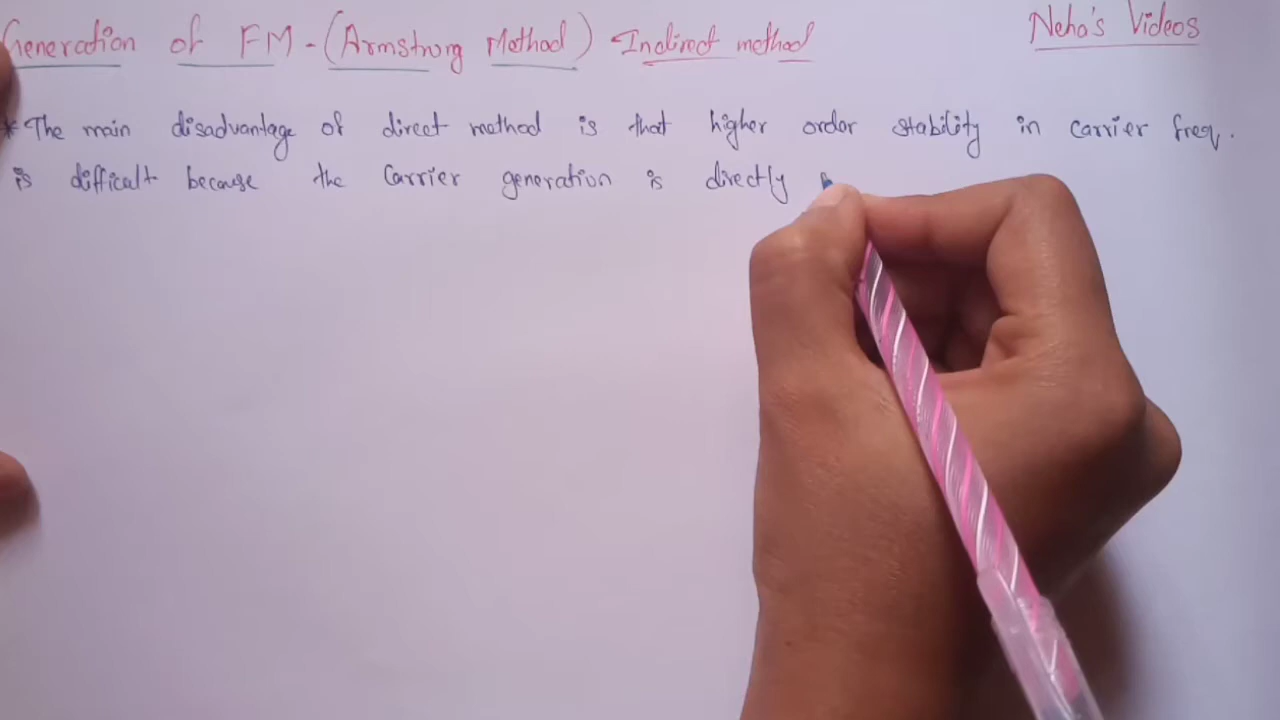 Generation of FM - (Armstrong Method) Indirect method
Neha's Videos
* The main disadvantage of direct method is that higher order stability in carrier freq.
is difficult because the carrier generation is directly